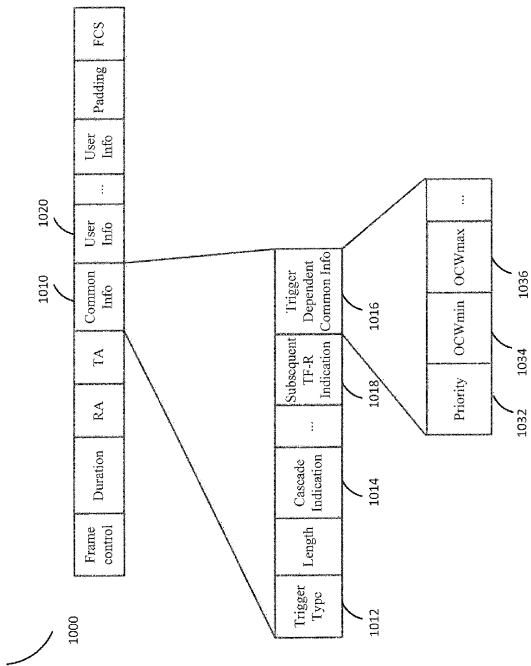 1000
Frame
control
Duration
RA
TA
Common
Info
User
Info
...
User
Info
Padding
FCS
1010
1020
Trigger
Type
Length
Cascade
Indication
...
Subsequent
TF-R
Indication
Trigger
Dependent
Common Info
1012
1014
1018
1016
Priority
OCWmin
OCWmax
...
1032
1034
1036